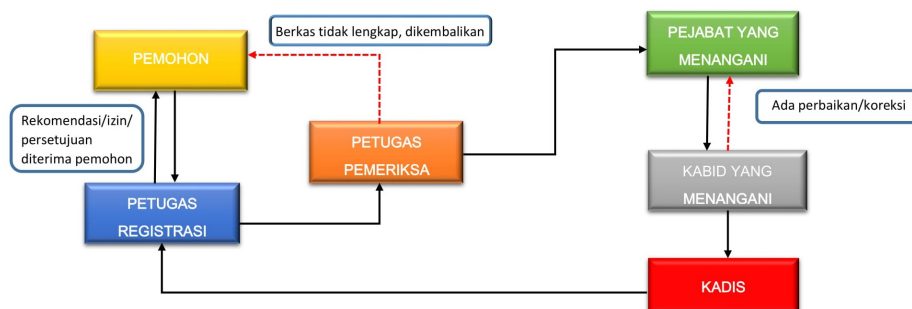 Berkas tidak lengkap, dikembalikan
PEMOHON
PEJABAT YANG
MENANGANI
Rekomendasi/izin/
persetujuan
diterima pemohon
Ada perbaikan/koreksi
PETUGAS
PEMERIKSA
KABID YANG
MENANGANI
PETUGAS
REGISTRASI
KADIS